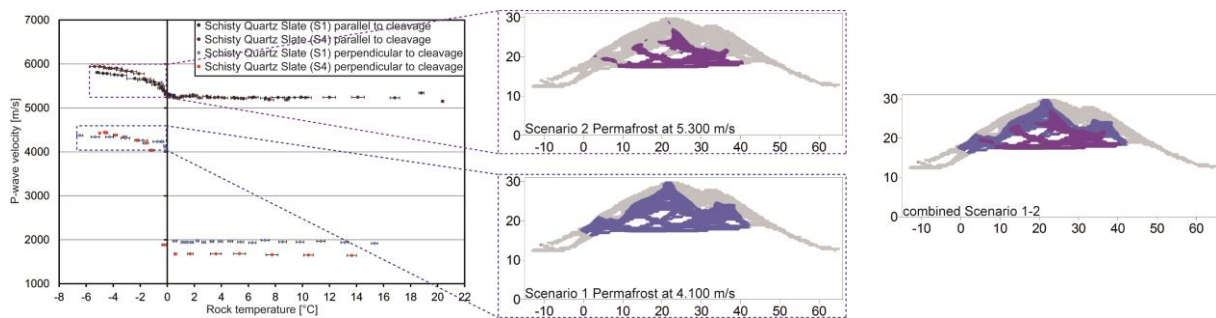 Schisty Quartz Slate (S1) parallel to cleavage
Schisty Quartz Slate (S4) parallel to cleavage
Schisty Quartz Slate (S1) perpendicular to cleavage
Schisty Quartz Slate (S4) perpendicular to cleavage
7000
6000
5000
4000
3000
2000
1000
P-wave velocity [m/s]
-8 -6 -4 -2 0 2 4 6 8 10 12 14 16 18 20 22
Rock temperature [°C]
30
20
10
0
Scenario 2 Permafrost at 5.300 m/s
-10 0 10 20 30 40 50 60
30
20
10
0
Scenario 1 Permafrost at 4.100 m/s
-10 0 10 20 30 40 50 60
30
20
10
0
combined Scenario 1-2
-10 0 10 20 30 40 50 60